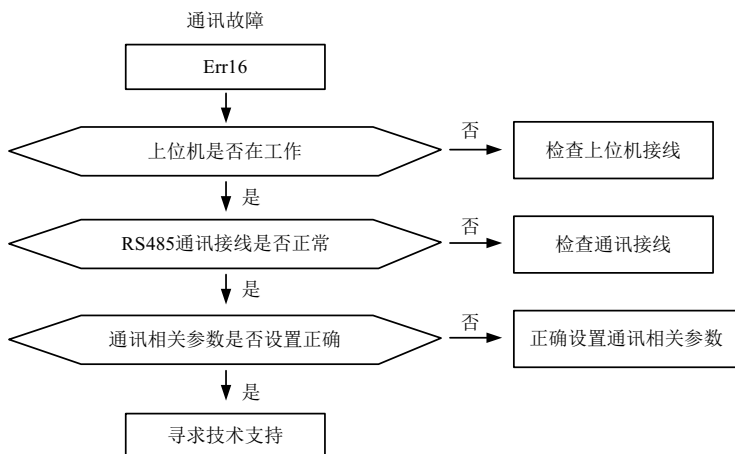 通讯故障
Err16
上位机是否在工作
否
检查上位机接线
是
RS485通讯接线是否正常
否
检查通讯接线
是
通讯相关参数是否设置正确
否
正确设置通讯相关参数
是
寻求技术支持